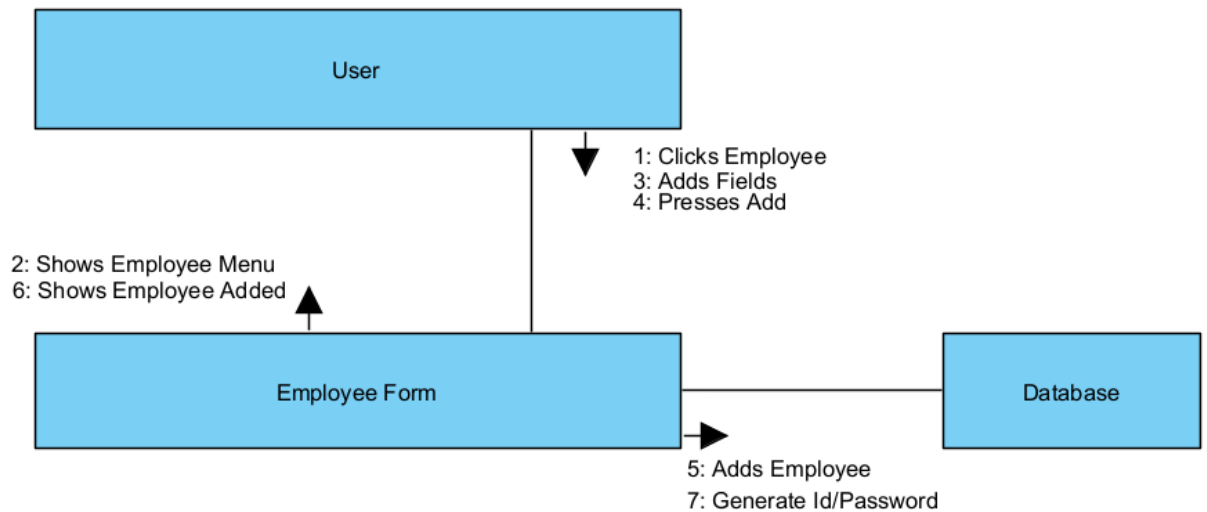 User
1: Clicks Employee
3: Adds Fields
4: Presses Add
2: Shows Employee Menu
6: Shows Employee Added
Employee Form
Database
5: Adds Employee
7: Generate Id/Password